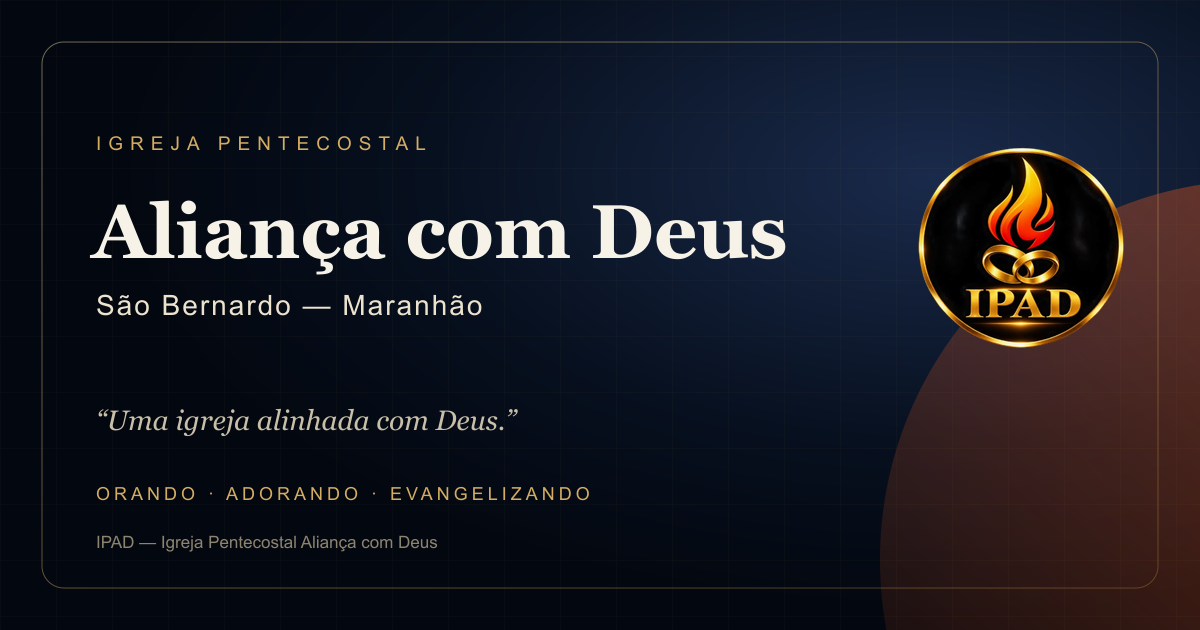 IGREJA PENTECOSTAL
Aliança com Deus
São Bernardo — Maranhão
“Uma igreja alinhada com Deus.”
ORANDO · ADORANDO · EVANGELIZANDO
IPAD — Igreja Pentecostal Aliança com Deus
IPAD